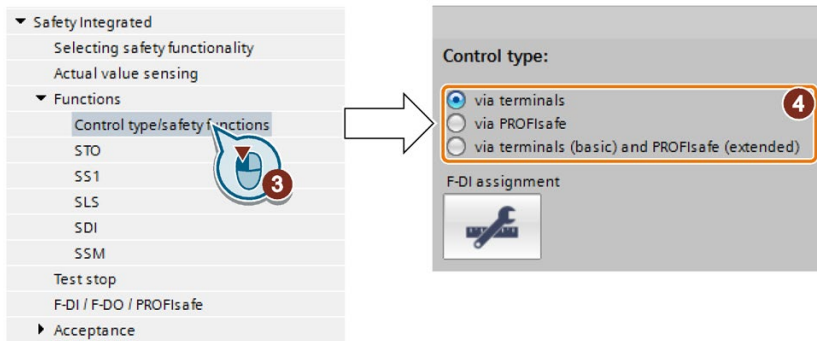 Safety Integrated
Selecting safety functionality
Actual value sensing
Functions
Control type/safety functions
STO
SS1
SLS
SDI
SSM
Test stop
F-DI / F-DO / PROFIsafe
Acceptance
3
Control type:
via terminals
via PROFIsafe
via terminals (basic) and PROFIsafe (extended)
4
F-DI assignment